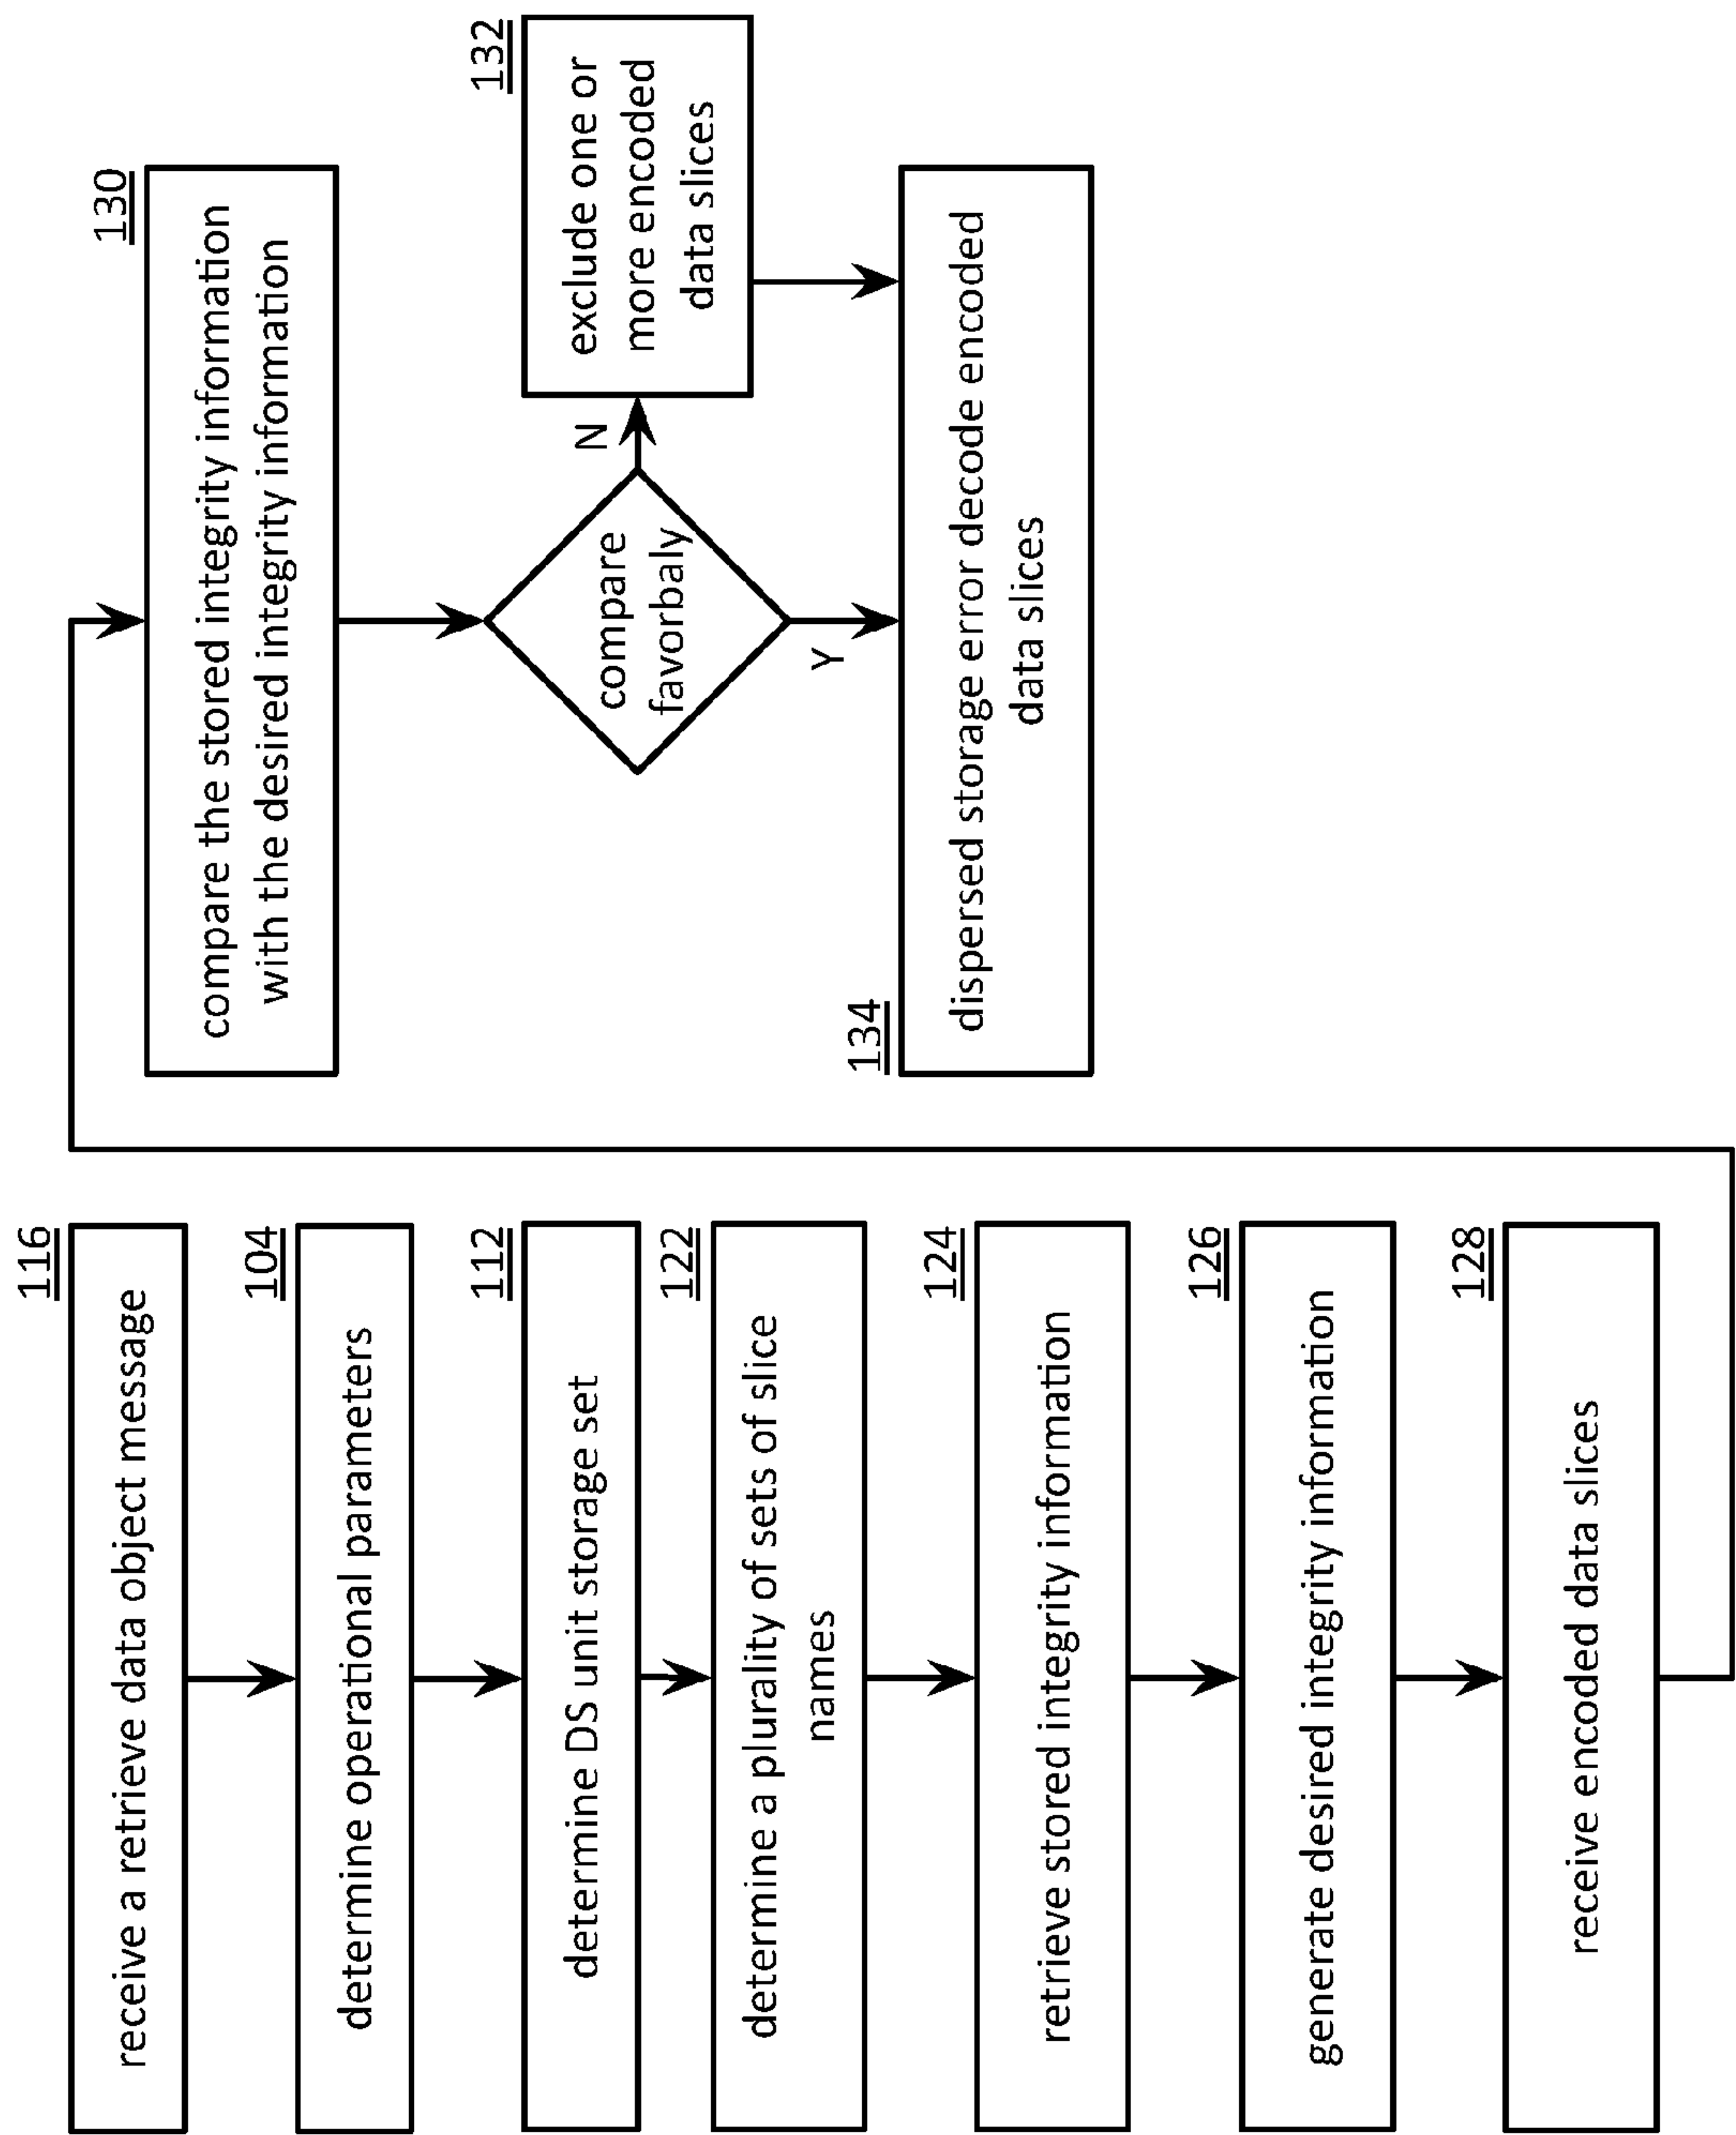 116
receive a retrieve data object message
104
determine operational parameters
112
determine DS unit storage set
122
determine a plurality of sets of slice
names
124
retrieve stored integrity information
126
generate desired integrity information
128
receive encoded data slices
130
compare the stored integrity information
with the desired integrity information
compare
favorbaly
N
Y
132
exclude one or
more encoded
data slices
134
dispersed storage error decode encoded
data slices